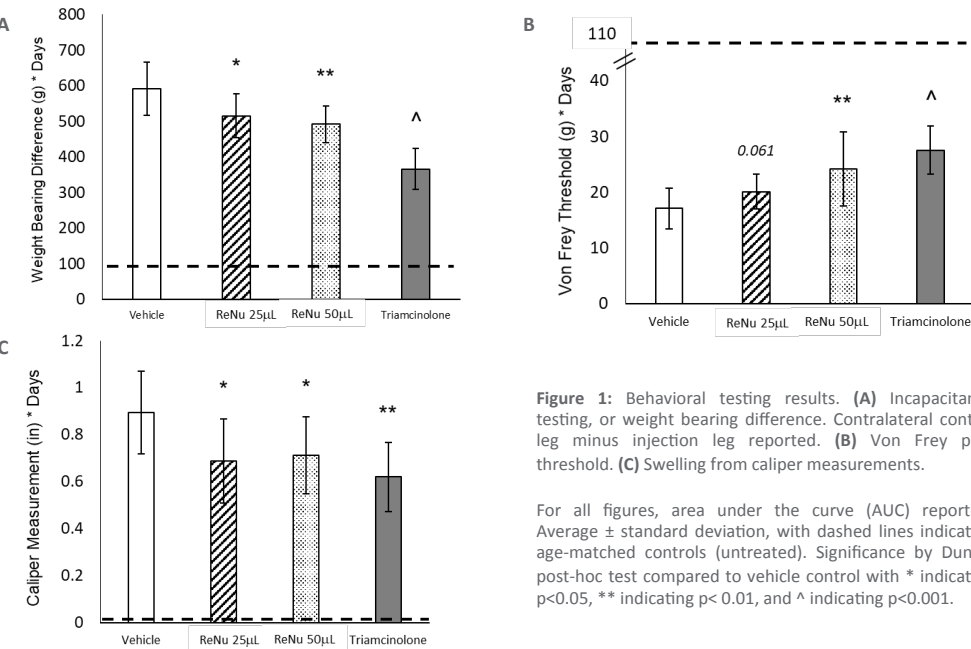 A
800
700
600
500
400
300
200
100
0
Weight Bearing Difference (g) * Days
*
**
^
Vehicle
ReNu 25µL
ReNu 50µL
Triamcinolone
B
110
40
30
20
10
0
Von Frey Threshold (g) * Days
0.061
**
^
Vehicle
ReNu 25µL
ReNu 50µL
Triamcinolone
C
1.2
1
0.8
0.6
0.4
0.2
0
Caliper Measurement (in) * Days
*
*
**
Vehicle
ReNu 25µL
ReNu 50µL
Triamcinolone
Figure 1: Behavioral testing results. (A) Incapacitan
testing, or weight bearing difference. Contralateral cont
leg minus injection leg reported. (B) Von Frey p
threshold. (C) Swelling from caliper measurements.
For all figures, area under the curve (AUC) report
Average ± standard deviation, with dashed lines indicat
age-matched controls (untreated). Significance by Dun
post-hoc test compared to vehicle control with * indicat
p<0.05, ** indicating p< 0.01, and ^ indicating p<0.001.